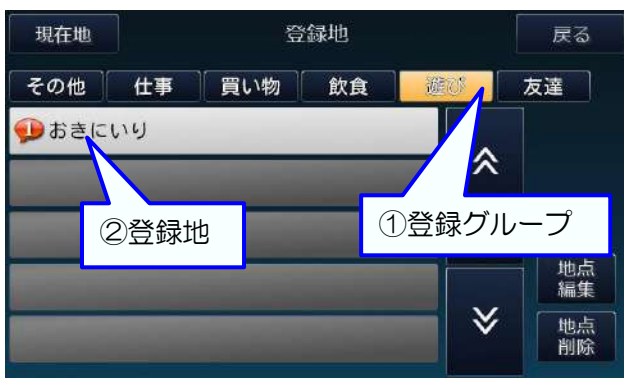 現在地 登録地 戻る
その他 仕事 買い物 飲食 遊び 友達
おきにいり
②登録地
①登録グループ
地点
編集
地点
削除